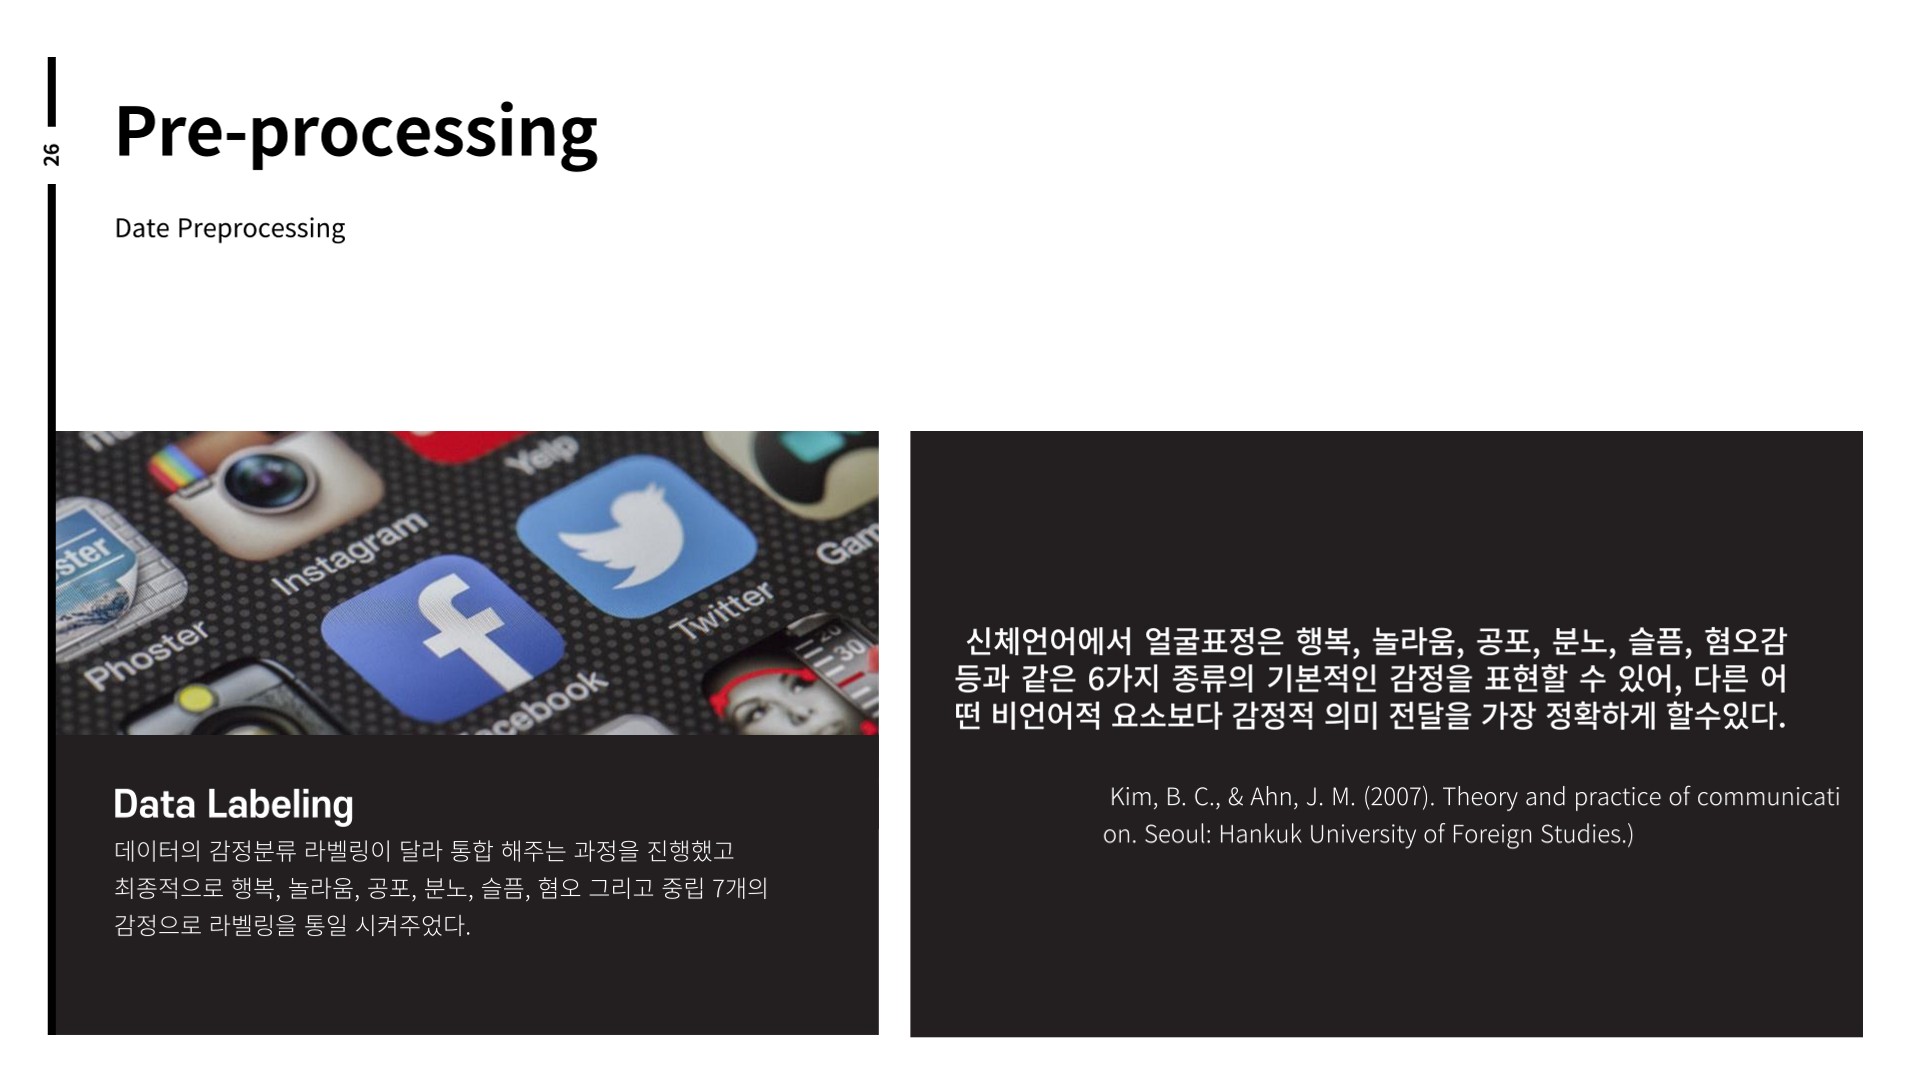 26
Pre-processing
Date Preprocessing
Yelp
Instagram
Gam
ster
Twitter
Phoster
acebook
20
30
Data Labeling
데이터의 감정분류 라벨링이 달라 통합 해주는 과정을 진행했고
최종적으로 행복, 놀라움, 공포, 분노, 슬픔, 혐오 그리고 중립 7개의
감정으로 라벨링을 통일 시켜주었다.
신체언어에서 얼굴표정은 행복, 놀라움, 공포, 분노, 슬픔, 혐오감
등과 같은 6가지 종류의 기본적인 감정을 표현할 수 있어, 다른 어
떤 비언어적 요소보다 감정적 의미 전달을 가장 정확하게 할수있다.
Kim, B. C., & Ahn, J. M. (2007). Theory and practice of communicati
on. Seoul: Hankuk University of Foreign Studies.)